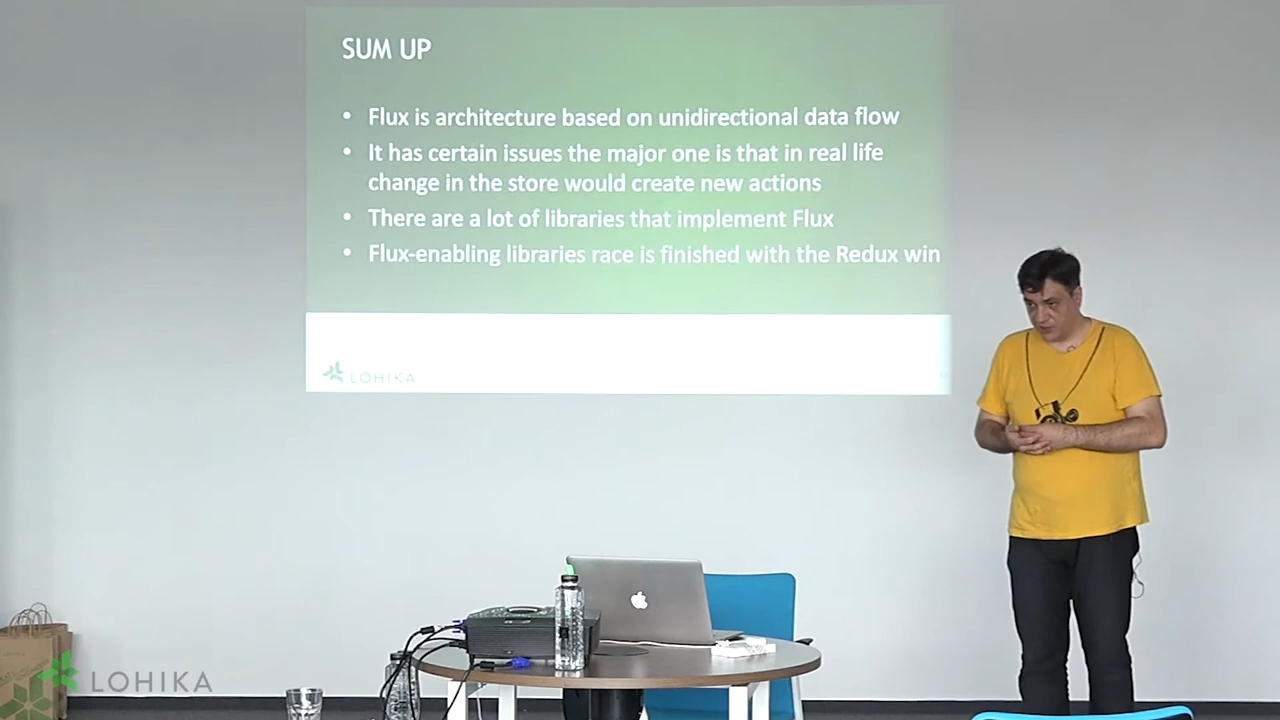 SUM UP
• Flux is architecture based on unidirectional data flow
• It has certain issues the major one is that in real life
change in the store would create new actions
• There are a lot of libraries that implement Flux
• Flux-enabling libraries race is finished with the Redux win
LOHIKA
LOHIKA